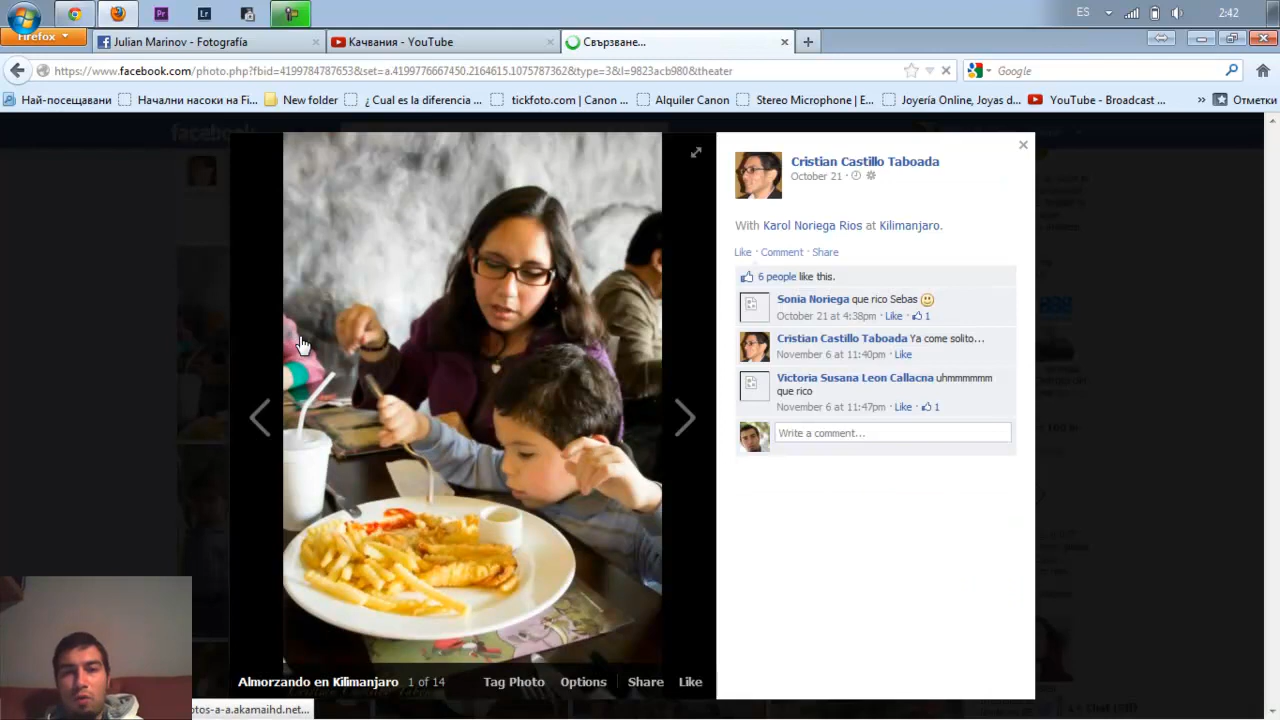 ES 2:42
Firefox
Julian Marinov - Fotografía
Качвания - YouTube
Свързване...
https://www.facebook.com/photo.php?fbid=4199784787653&set=a.4199776667450.2164615.1075787362&type=3&l=9823acb980&theater
Google
Най-посещавани
Начални насоки на Fi...
New folder
¿ Cual es la diferencia ...
tickfoto.com | Canon ...
Alquiler Canon
Stereo Microphone | E...
Joyería Online, Joyas d...
YouTube - Broadcast ...
» Отметки
facebook
Cristian Castillo Taboada
October 21 ·
With Karol Noriega Rios at Kilimanjaro.
Like · Comment · Share
6 people like this.
Sonia Noriega que rico Sebas
October 21 at 4:38pm · Like · 1
Cristian Castillo Taboada Ya come solito...
November 6 at 11:40pm · Like
Victoria Susana Leon Callacna uhmmmmmm
que rico
November 6 at 11:47pm · Like · 1
Write a comment...
Almorzando en Kilimanjaro 1 of 14
Tag Photo Options Share Like
otos-a-a.akamaihd.net...